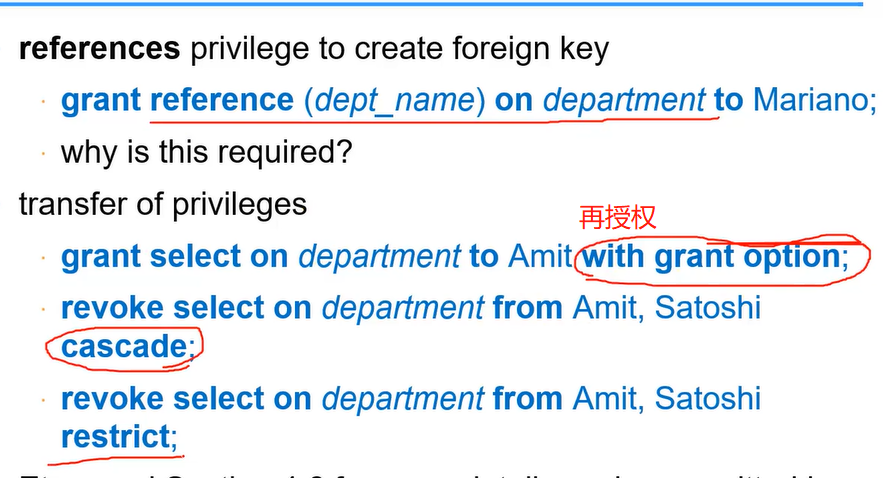 references privilege to create foreign key
· grant reference (dept_name) on department to Mariano;
· why is this required?
transfer of privileges
再授权
· grant select on department to Amit with grant option;
· revoke select on department from Amit, Satoshi
cascade;
· revoke select on department from Amit, Satoshi
restrict;